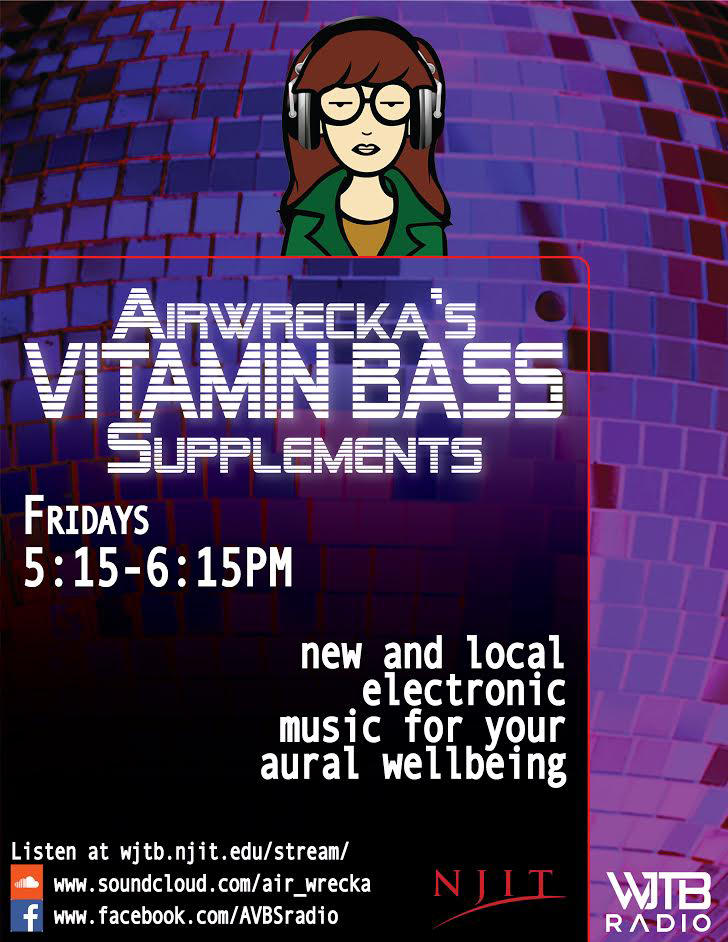 Airwrecka's
VITAMIN BASS
Supplements
Fridays
5:15-6:15PM
new and local
electronic
music for your
aural wellbeing
Listen at wjtb.njit.edu/stream/
www.soundcloud.com/air_wrecka
f www.facebook.com/AVBSradio
NJIT
WJTB
RADIO